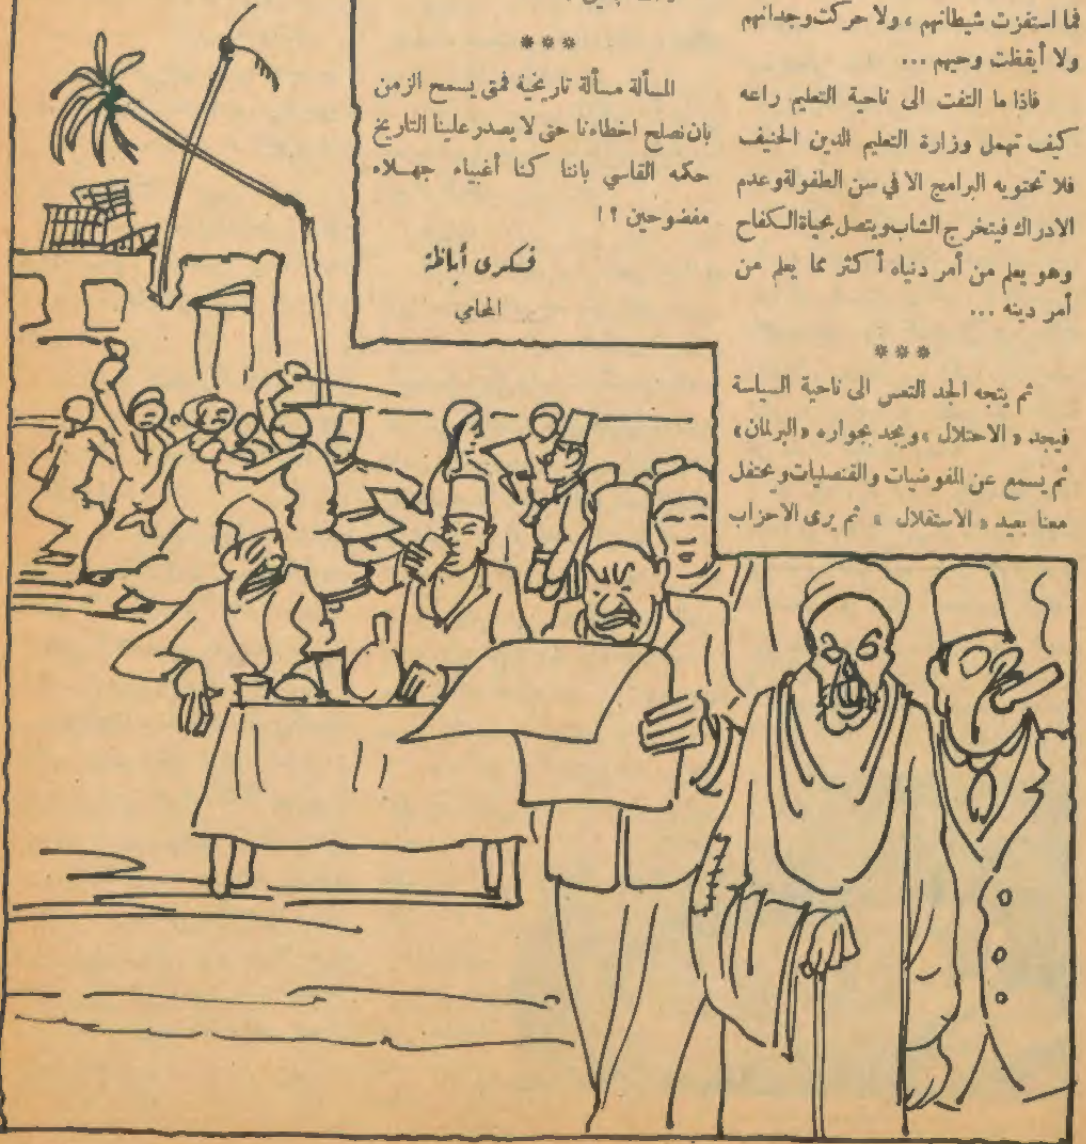 فما استفزت شيطانهم ، ولا حركت وجدانهم
ولا أيقظت وحيهم ...
فاذا ما التفت الى ناحية التعليم راعه
كيف تهمل وزارة التعليم الدين الحنيف
فلا تحتويه البرامج الا في سن الطفولة وعدم
الادراك فيتخرج الشاب ويتصل بحياة الكفاح
وهو يعلم من أمر دنياه أكثر مما يعلم من
أمر دينه ...
***
ثم يتجه الجد التعس الى ناحية السياسة
فيجد « الاحتلال » ويجد بجواره « البرلمان »
ثم يسمع عن المفوضيات والقنصليات ويحتفل
معنا بعيد « الاستقلال » ثم يرى الاحزاب
***
المسألة مسألة تاريخية فمتى يسمح الزمن
بان نصلح اخطاءنا حتى لا يصدر علينا التاريخ
حكمه القاسي باننا كنا أغبياء جهلاء
مفضوحين ؟ !
فكرى أباظة
المحامي